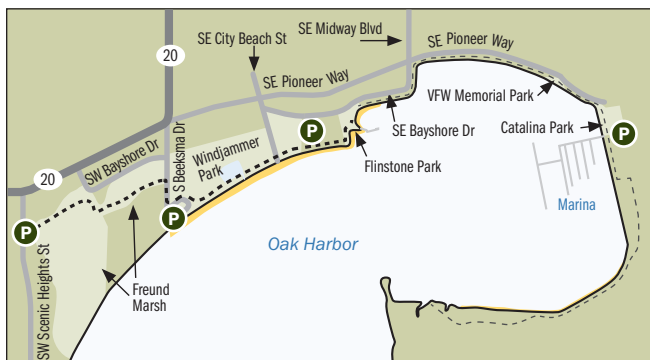 SE Midway Blvd
SE City Beach St
20
SE Pioneer Way
SE Pioneer Way
VFW Memorial Park
SE Bayshore Dr
Catalina Park
P
P
SW Bayshore Dr
S Beeksma Dr
Windjammer
Park
Flinstone Park
20
Marina
P
P
Oak Harbor
SW Scenic Heights St
Freund
Marsh